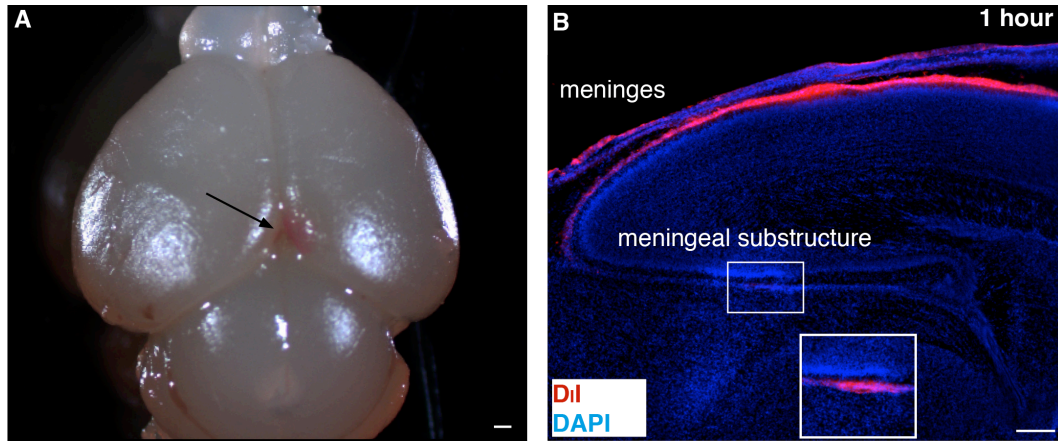 A
B
1 hour
meninges
meningeal substructure
DiI
DAPI